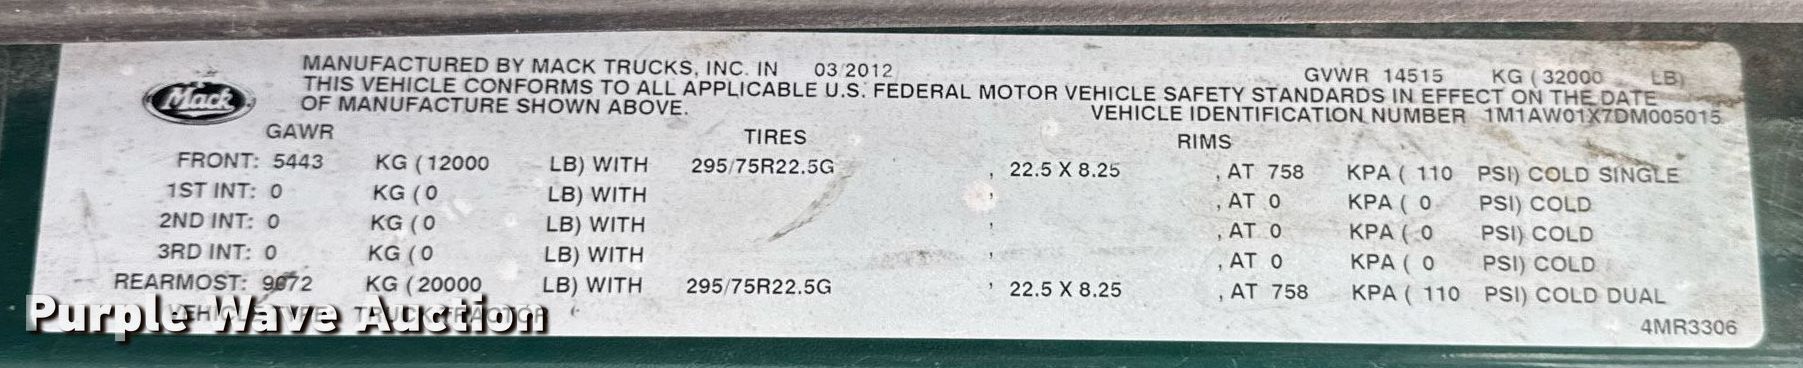 Mack
MANUFACTURED BY MACK TRUCKS, INC. IN 03/2012 GVWR 14515 KG (32000 LB)
THIS VEHICLE CONFORMS TO ALL APPLICABLE U.S. FEDERAL MOTOR VEHICLE SAFETY STANDARDS IN EFFECT ON THE DATE
OF MANUFACTURE SHOWN ABOVE. VEHICLE IDENTIFICATION NUMBER 1M1AW01X7DM005015
GAWR TIRES RIMS
FRONT: 5443 KG (12000 LB) WITH 295/75R22.5G , 22.5 X 8.25 , AT 758 KPA ( 110 PSI) COLD SINGLE
1ST INT: 0 KG (0 LB) WITH , , AT 0 KPA ( 0 PSI) COLD
2ND INT: 0 KG (0 LB) WITH , , AT 0 KPA ( 0 PSI) COLD
3RD INT: 0 KG (0 LB) WITH , , AT 0 KPA ( 0 PSI) COLD
REARMOST: 9072 KG (20000 LB) WITH 295/75R22.5G , 22.5 X 8.25 , AT 758 KPA ( 110 PSI) COLD DUAL
VEHICLE TYPE: TRUCK-TRACTOR
Purple Wave Auction
4MR3306